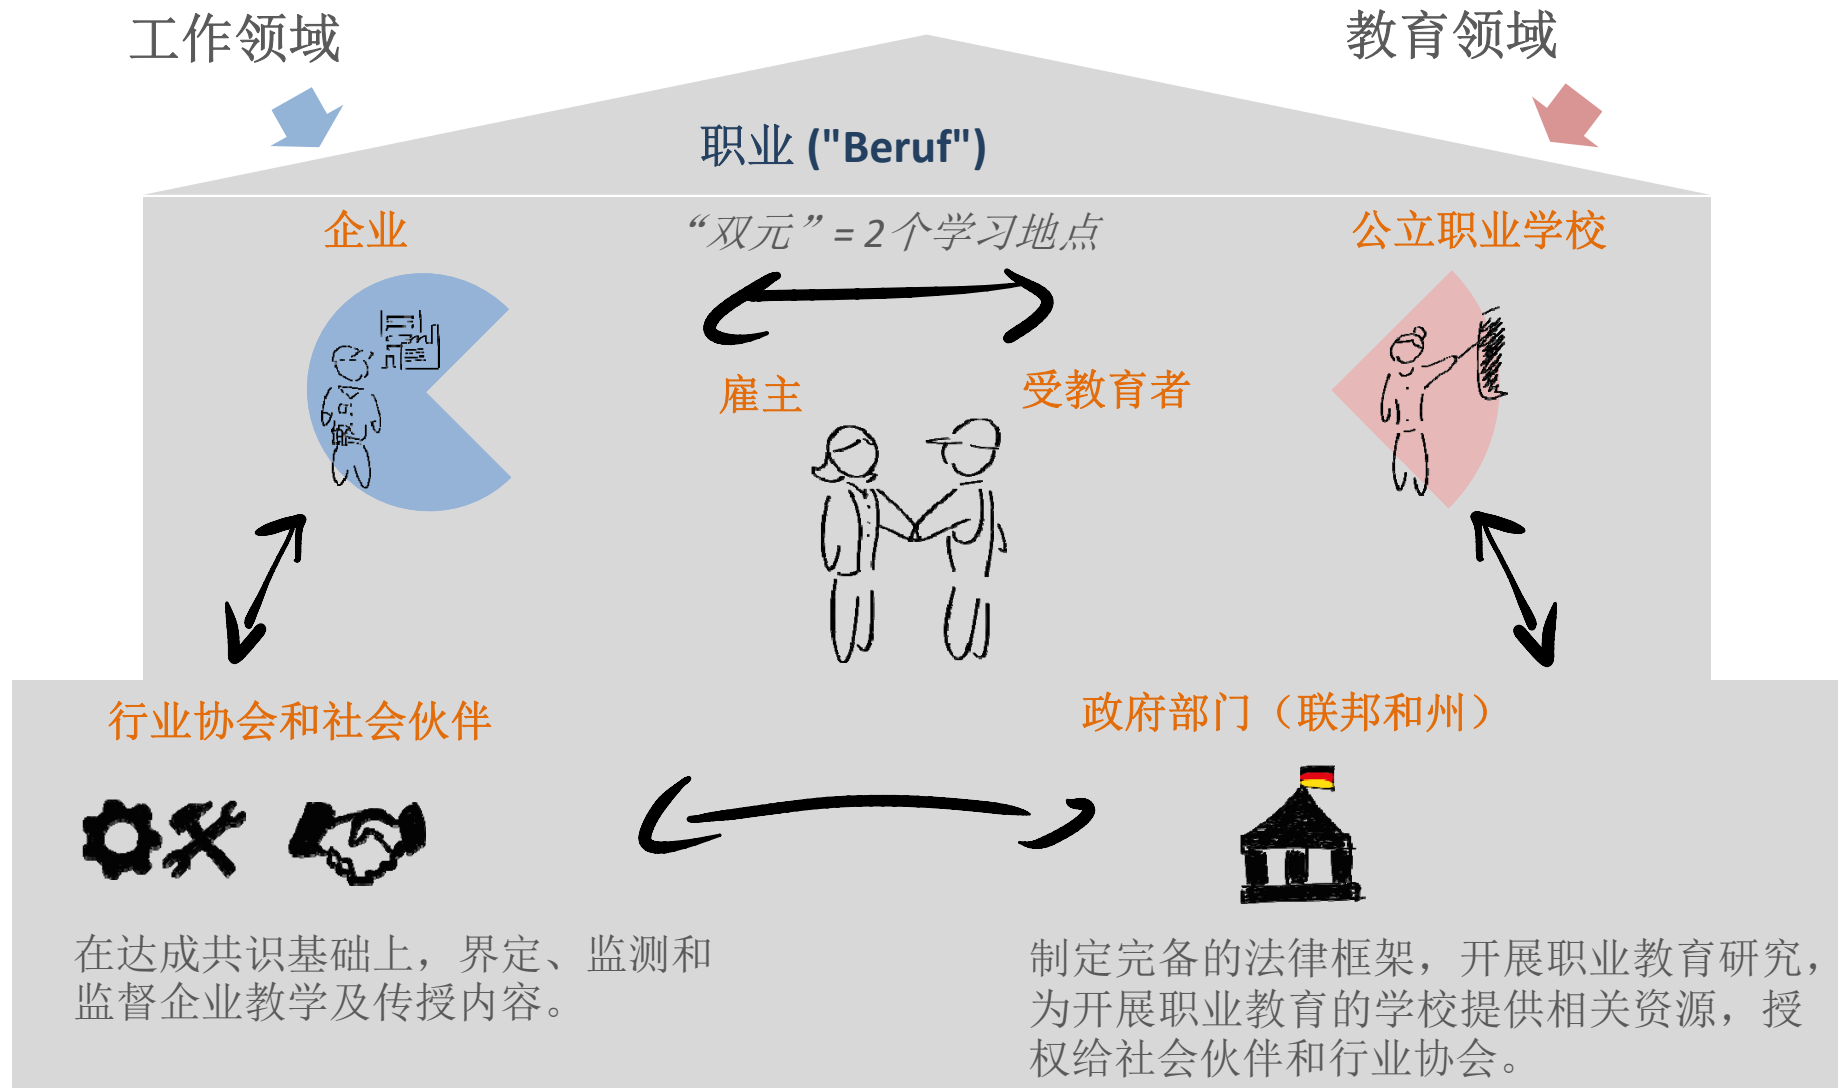 工作领域
教育领域
职业 ("Beruf")
企业
“双元”= 2个学习地点
公立职业学校
雇主
受教育者
行业协会和社会伙伴
政府部门（联邦和州）
在达成共识基础上，界定、监测和
监督企业教学及传授内容。
制定完备的法律框架，开展职业教育研究，
为开展职业教育的学校提供相关资源，授
权给社会伙伴和行业协会。